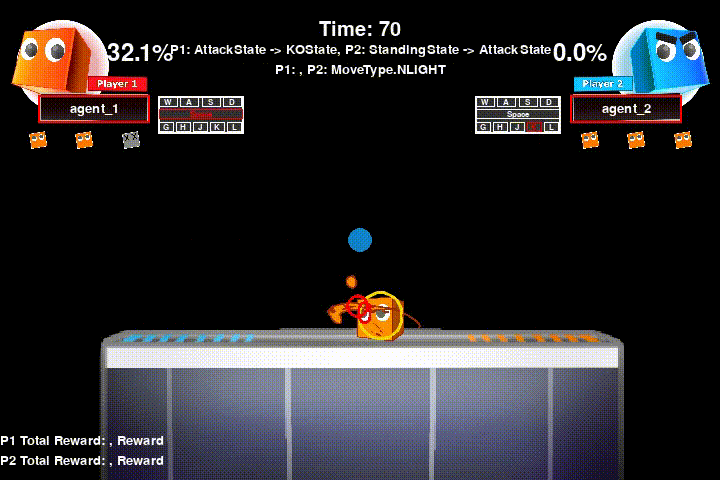 Time: 70
32.1%
P1: AttackState -> KOState, P2: StandingState -> AttackState
0.0%
P1: , P2: MoveType.NLIGHT
Player 1
Player 2
agent_1
agent_2
W A S D
Space
G H J K L
W A S D
Space
G H J K L
P1 Total Reward: , Reward
P2 Total Reward: , Reward